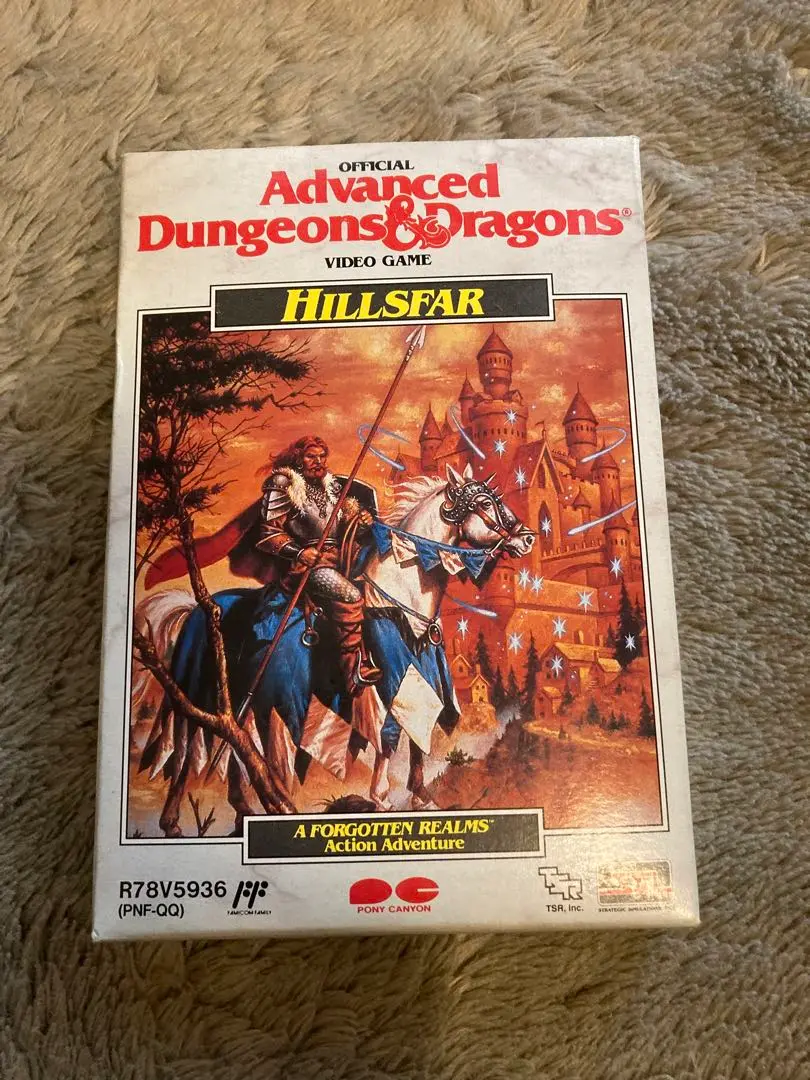 OFFICIAL
Advanced
Dungeons & Dragons®
VIDEO GAME
HILLSFAR
A FORGOTTEN REALMS™
Action Adventure
R78V5936
(PNF-QQ)
FAMICOM FAMILY
PONY CANYON
TSR
TSR, Inc.
STRATEGIC SIMULATIONS